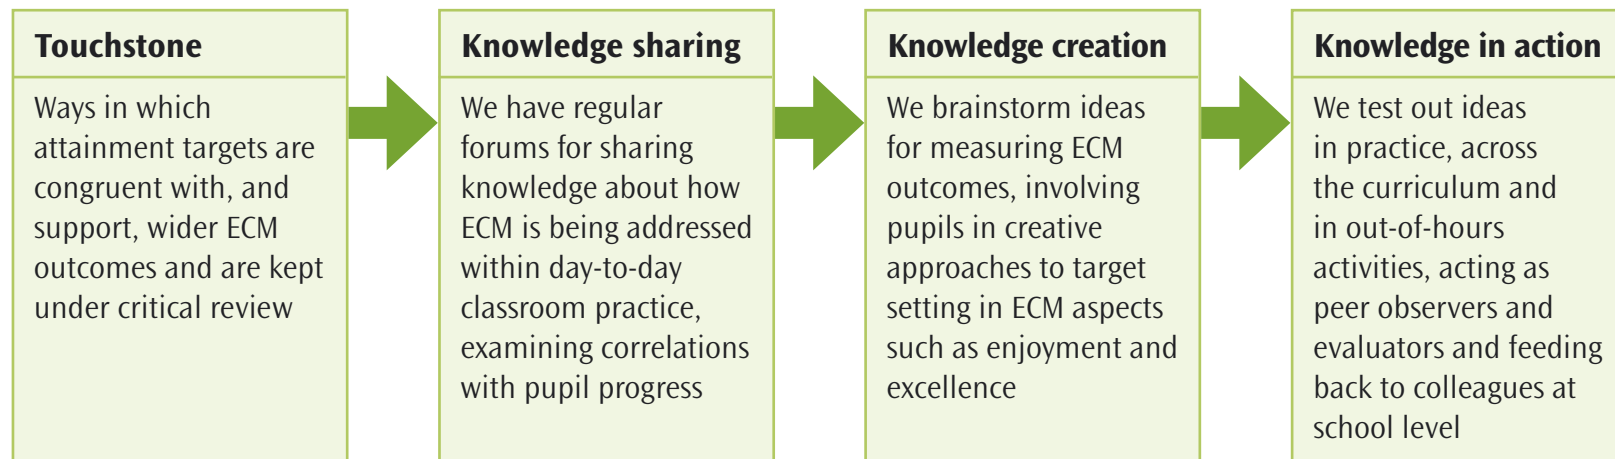 Touchstone
Ways in which
attainment targets are
congruent with, and
support, wider ECM
outcomes and are kept
under critical review
Knowledge sharing
We have regular
forums for sharing
knowledge about how
ECM is being addressed
within day-to-day
classroom practice,
examining correlations
with pupil progress
Knowledge creation
We brainstorm ideas
for measuring ECM
outcomes, involving
pupils in creative
approaches to target
setting in ECM aspects
such as enjoyment and
excellence
Knowledge in action
We test out ideas
in practice, across
the curriculum and
in out-of-hours
activities, acting as
peer observers and
evaluators and feeding
back to colleagues at
school level